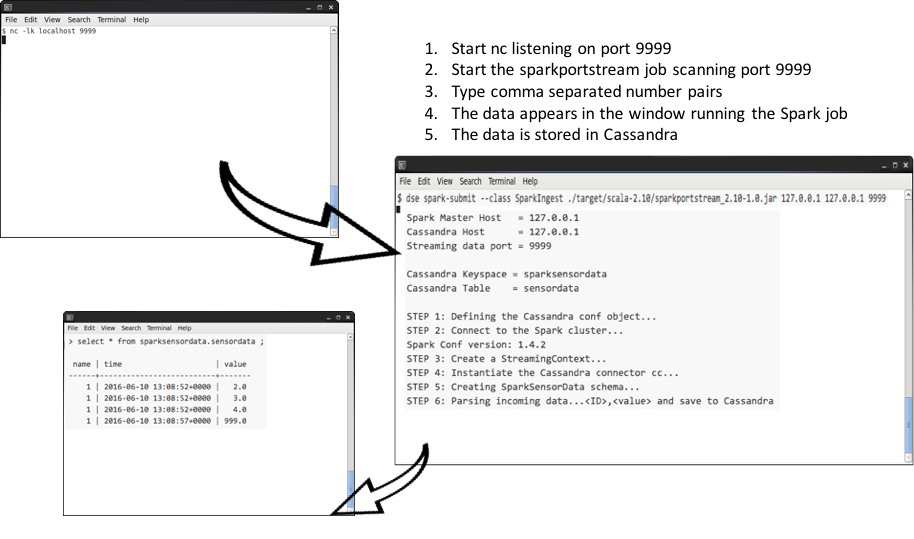 File Edit View Search Terminal Help
$ nc -lk localhost 9999
1. Start nc listening on port 9999
2. Start the sparkportstream job scanning port 9999
3. Type comma separated number pairs
4. The data appears in the window running the Spark job
5. The data is stored in Cassandra
File Edit View Search Terminal Help
$ dse spark-submit --class SparkIngest ./target/scala-2.10/sparkportstream_2.10-1.0.jar 127.0.0.1 127.0.0.1 9999
Spark Master Host = 127.0.0.1
Cassandra Host = 127.0.0.1
Streaming data port = 9999
Cassandra Keyspace = sparksensordata
Cassandra Table = sensordata
STEP 1: Defining the Cassandra conf object...
STEP 2: Connect to the Spark cluster...
Spark Conf version: 1.4.2
STEP 3: Create a StreamingContext...
STEP 4: Instantiate the Cassandra connector cc...
STEP 5: Creating SparkSensorData schema...
STEP 6: Parsing incoming data...<ID>,<value> and save to Cassandra
File Edit View Search Terminal Help
> select * from sparksensordata.sensordata ;
name | time | value
------+--------------------------+-------
1 | 2016-06-10 13:08:52+0000 | 2.0
1 | 2016-06-10 13:08:52+0000 | 3.0
1 | 2016-06-10 13:08:52+0000 | 4.0
1 | 2016-06-10 13:08:57+0000 | 999.0